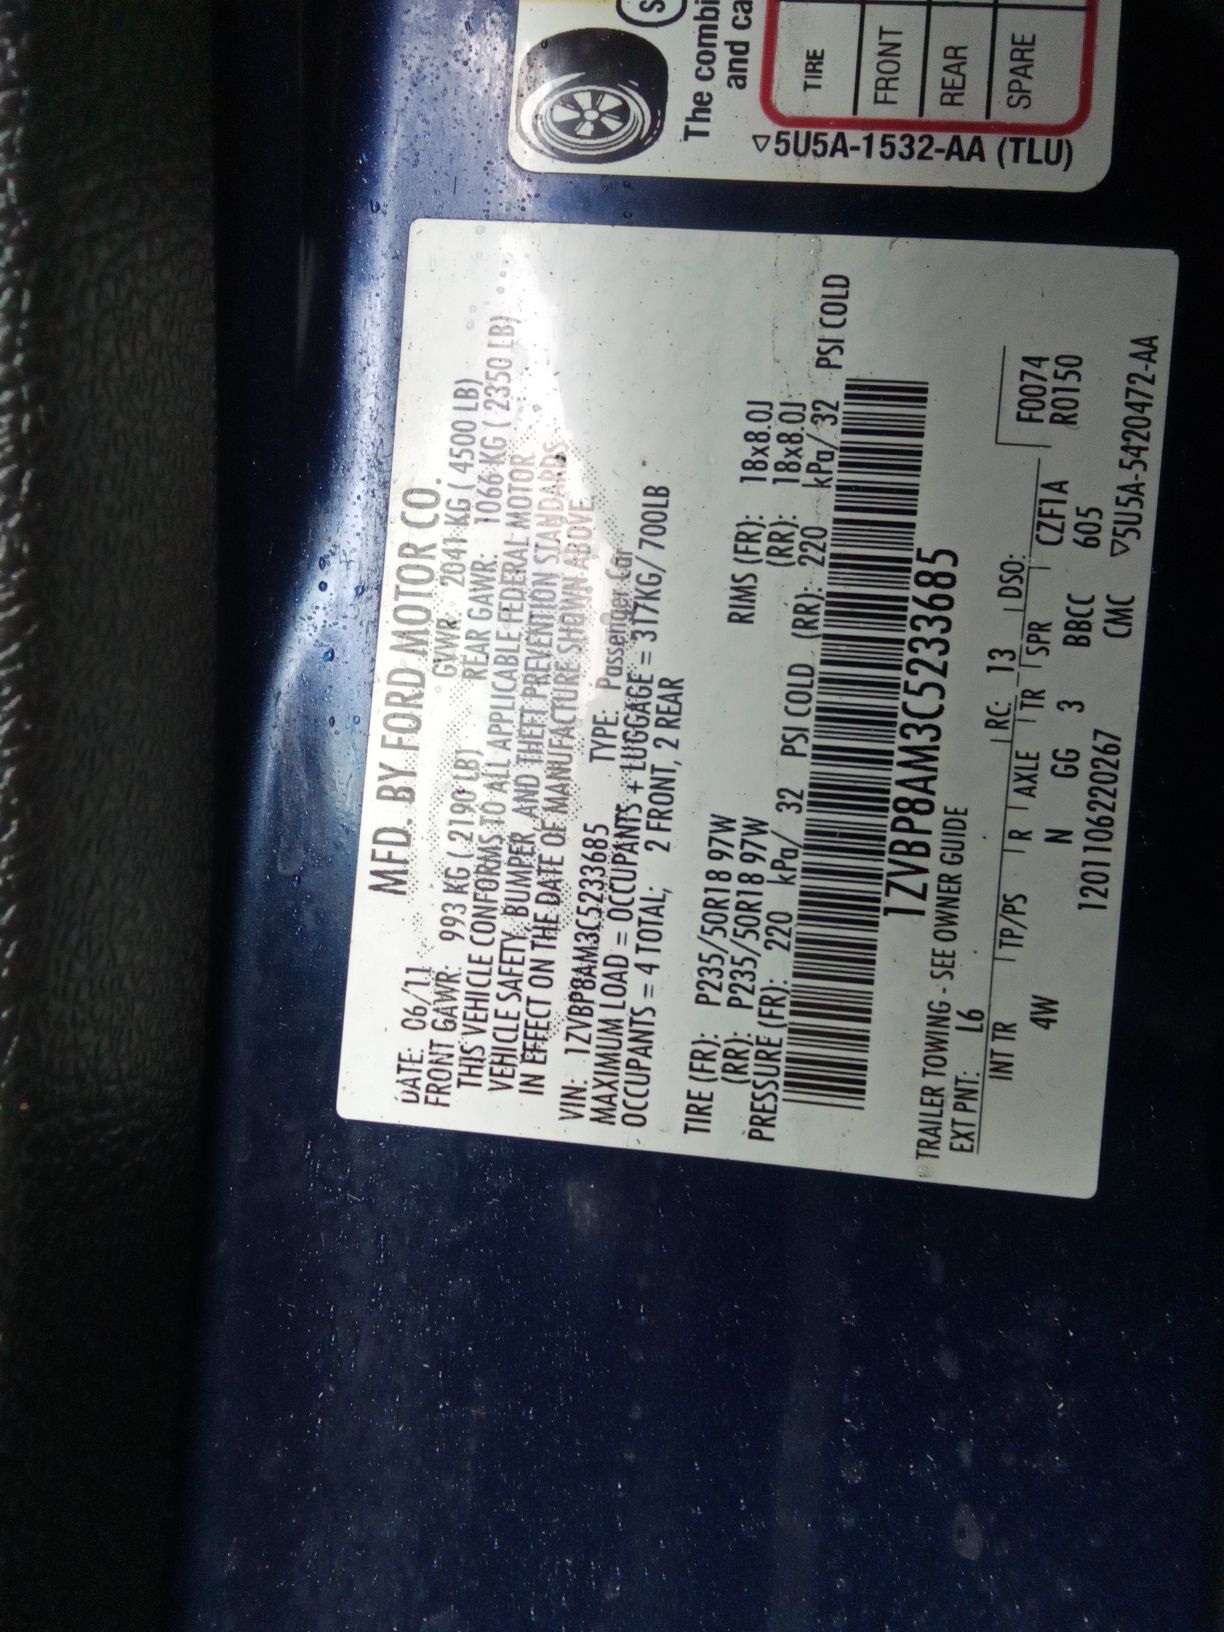 MFD. BY FORD MOTOR CO.
DATE: 06/11 GVWR: 2041 KG ( 4500 LB)
FRONT GAWR: 993 KG ( 2190 LB) REAR GAWR: 1066 KG ( 2350 LB)
THIS VEHICLE CONFORMS TO ALL APPLICABLE FEDERAL MOTOR
VEHICLE SAFETY, BUMPER, AND THEFT PREVENTION STANDARDS
IN EFFECT ON THE DATE OF MANUFACTURE SHOWN ABOVE
VIN: 1ZVBP8AM3C5233685 TYPE: Passenger Car
MAXIMUM LOAD = OCCUPANTS + LUGGAGE = 317KG/ 700LB
OCCUPANTS = 4 TOTAL; 2 FRONT, 2 REAR
TIRE (FR): P235/50R18 97W RIMS (FR): 18x8.0J
(RR): P235/50R18 97W (RR): 18x8.0J
PRESSURE (FR): 220 kPa/ 32 PSI COLD (RR): 220 kPa/ 32 PSI COLD
1ZVBP8AM3C5233685
TRAILER TOWING - SEE OWNER GUIDE
EXT PNT: L6 RC: 13 DSO: F0074
INT TR TP/PS R AXLE TR SPR CZF1A R0150
4W N GG 3 BBCC 605
1201106220267 CMC ▽5U5A-5420472-AA
The combi
and ca
TIRE
FRONT
REAR
SPARE
▽5U5A-1532-AA (TLU)